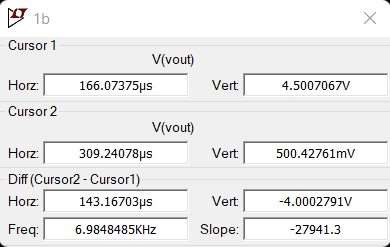 1b
Cursor 1
V(vout)
Horz: 166.07375µs Vert: 4.5007067V
Cursor 2
V(vout)
Horz: 309.24078µs Vert: 500.42761mV
Diff (Cursor2 - Cursor1)
Horz: 143.16703µs Vert: -4.0002791V
Freq: 6.9848485KHz Slope: -27941.3